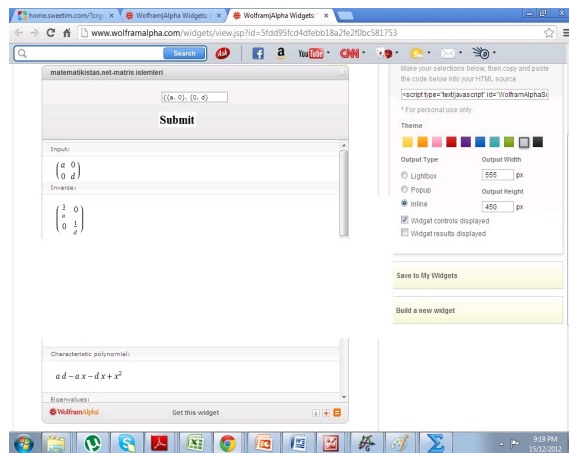 home.sweetim.com/?crg=
Wolfram|Alpha Widgets:
Wolfram|Alpha Widgets:
www.wolframalpha.com/widgets/view.jsp?id=5fdd95fcd4dfebb18a2fe2f0bc581753
Search
Ask
f
a
YouTube
CNN
matematikistan.net-matris islemleri
{{a, 0}, {0, d}
Submit
Input:
(a 0
0 d)
Inverse:
(1/a 0
0 1/d)
Characteristic polynomial:
a d − a x − d x + x²
Eigenvalues:
WolframAlpha
Get this widget
Make your selections below, then copy and paste
the code below into your HTML source.
<script type="text/javascript" id="WolframAlphaS
* For personal use only.
Theme
Output Type
Lightbox
Popup
Inline
Output Width
555 px
Output Height
450 px
Widget controls displayed
Widget results displayed
Save to My Widgets
Build a new widget
9:19 PM
15/12/2012